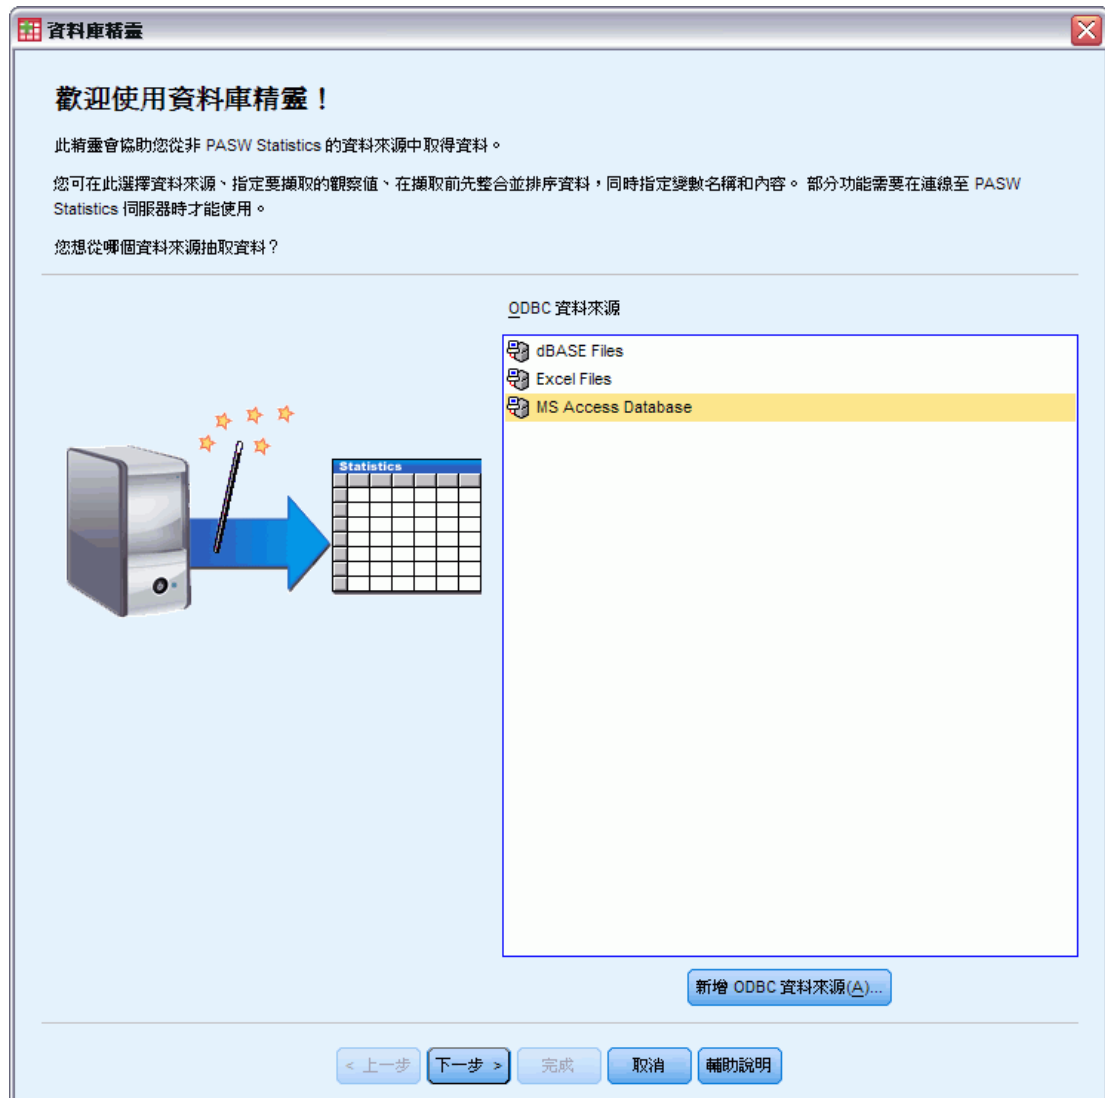 資料庫精靈
歡迎使用資料庫精靈！
此精靈會協助您從非 PASW Statistics 的資料來源中取得資料。
您可在此選擇資料來源、指定要擷取的觀察值、在擷取前先整合並排序資料，同時指定變數名稱和內容。 部分功能需要在連線至 PASW
Statistics 伺服器時才能使用。
您想從哪個資料來源抽取資料？
ODBC 資料來源
dBASE Files
Excel Files
MS Access Database
Statistics
新增 ODBC 資料來源(A)...
< 上一步
下一步 >
完成
取消
輔助說明